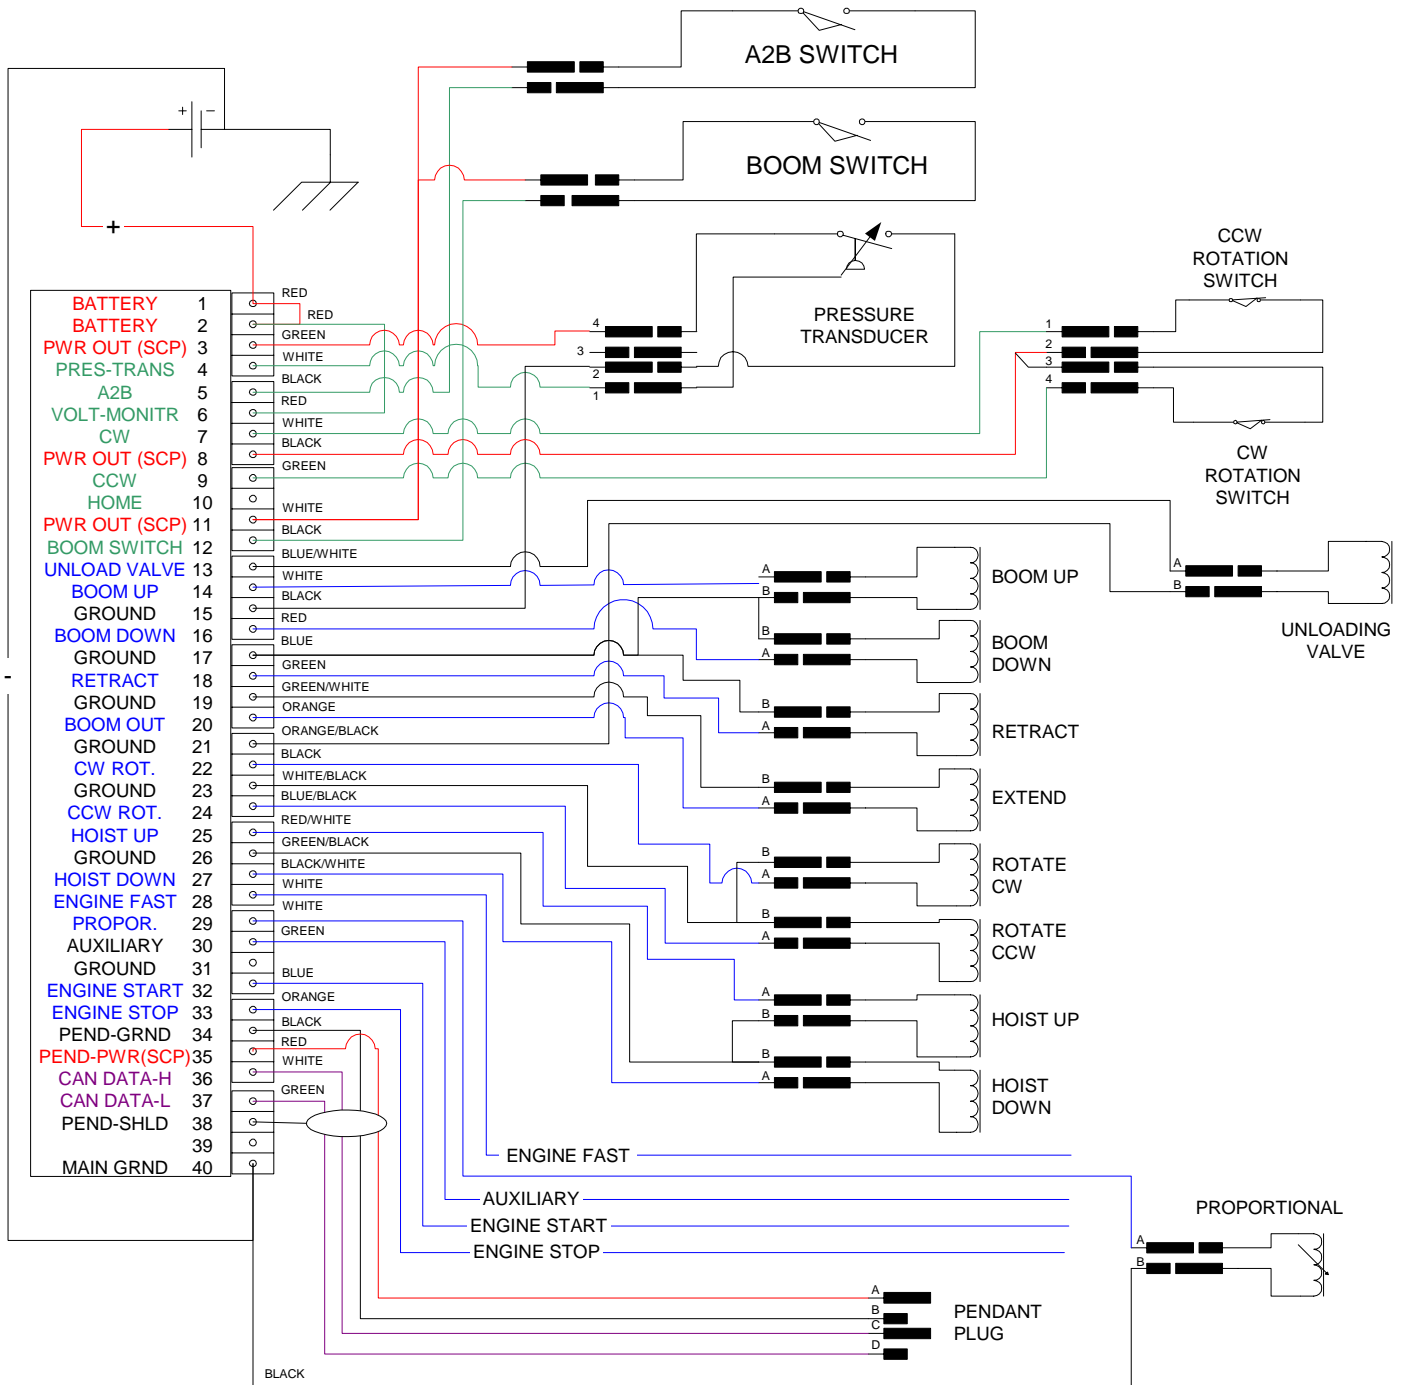 A2B SWITCH
BOOM SWITCH
+ −
+
-
PRESSURE
TRANSDUCER
4
3
2
1
CCW
ROTATION
SWITCH
1
2
3
4
CW
ROTATION
SWITCH
BATTERY 1 RED
BATTERY 2 RED
PWR OUT (SCP) 3 GREEN
PRES-TRANS 4 WHITE
A2B 5 BLACK
VOLT-MONITR 6 RED
CW 7 WHITE
PWR OUT (SCP) 8 BLACK
CCW 9 GREEN
HOME 10
PWR OUT (SCP) 11 WHITE
BOOM SWITCH 12 BLACK
UNLOAD VALVE 13 BLUE/WHITE
BOOM UP 14 WHITE
GROUND 15 BLACK
BOOM DOWN 16 RED
GROUND 17 BLUE
RETRACT 18 GREEN
GROUND 19 GREEN/WHITE
BOOM OUT 20 ORANGE
GROUND 21 ORANGE/BLACK
CW ROT. 22 BLACK
GROUND 23 WHITE/BLACK
CCW ROT. 24 BLUE/BLACK
HOIST UP 25 RED/WHITE
GROUND 26 GREEN/BLACK
HOIST DOWN 27 BLACK/WHITE
ENGINE FAST 28 WHITE
PROPOR. 29 WHITE
AUXILIARY 30 GREEN
GROUND 31
ENGINE START 32 BLUE
ENGINE STOP 33 ORANGE
PEND-GRND 34 BLACK
PEND-PWR(SCP) 35 RED
CAN DATA-H 36 WHITE
CAN DATA-L 37 GREEN
PEND-SHLD 38
39
MAIN GRND 40
BLACK
A
B
BOOM UP
B
A
BOOM
DOWN
B
A
RETRACT
B
A
EXTEND
B
A
ROTATE
CW
B
A
ROTATE
CCW
A
B
HOIST UP
B
A
HOIST
DOWN
A
B
UNLOADING
VALVE
ENGINE FAST
AUXILIARY
ENGINE START
ENGINE STOP
PROPORTIONAL
A
B
A
B
C
D
PENDANT
PLUG